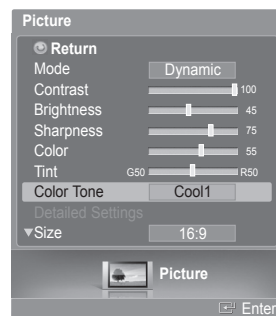 Picture
Return
Mode Dynamic
Contrast 100
Brightness 45
Sharpness 75
Color 55
Tint G50 R50
Color Tone Cool1
Detailed Settings
▼Size 16:9
Picture
Enter